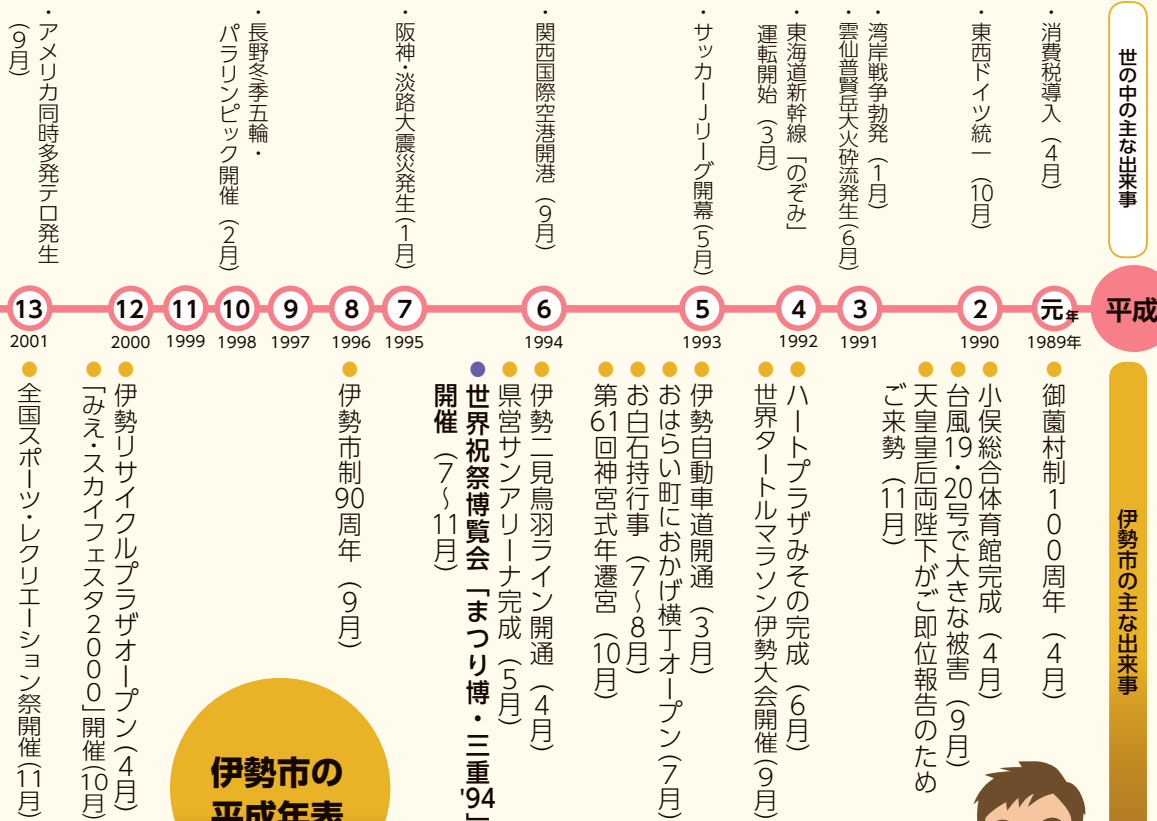 世の中の主な出来事
・消費税導入（4月）
・東西ドイツ統一（10月）
・湾岸戦争勃発（1月）
・雲仙普賢岳大火砕流発生（6月）
・東海道新幹線「のぞみ」
運転開始（3月）
・サッカーJリーグ開幕（5月）
・関西国際空港開港（9月）
・阪神・淡路大震災発生（1月）
・長野冬季五輪・
パラリンピック開催（2月）
・アメリカ同時多発テロ発生
（9月）
平成
元年
2
3
4
5
6
7
8
9
10
11
12
13
1989年
1990
1991
1992
1993
1994
1995
1996
1997
1998
1999
2000
2001
伊勢市の主な出来事
御薗村制100周年（4月）
小俣総合体育館完成（4月）
台風19・20号で大きな被害（9月）
天皇皇后両陛下がご即位報告のため
ご来勢（11月）
ハートプラザみその完成（6月）
世界タートルマラソン伊勢大会開催（9月）
伊勢自動車道開通（3月）
おはらい町におかげ横丁オープン（7月）
お白石持行事（7〜8月）
第61回神宮式年遷宮（10月）
伊勢二見鳥羽ライン開通（4月）
県営サンアリーナ完成（5月）
世界祝祭博覧会「まつり博・三重'94」
開催（7〜11月）
伊勢市制90周年（9月）
伊勢リサイクルプラザオープン（4月）
「みえ・スカイフェスタ2000」開催（10月）
全国スポーツ・レクリエーション祭開催（11月）
伊勢市の
平成年表